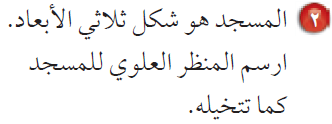 ٢ المسجد هو شكل ثلاثي الأبعاد.
ارسم المنظر العلوي للمسجد
كما تتخيله.